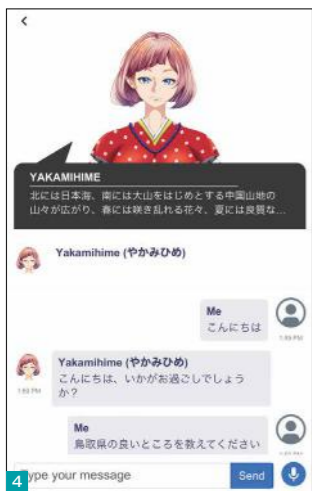 YAKAMIHIME
北には日本海、南には大山をはじめとする中国山地の
山々が広がり、春には咲き乱れる花々、夏には良質な...
Yakamihime (やかみひめ)
Me
こんにちは
1:55 PM
Yakamihime (やかみひめ)
こんにちは、いかがお過ごしでしょう
か?
1:55 PM
Me
鳥取県の良いところを教えてください
Type your message
Send
4